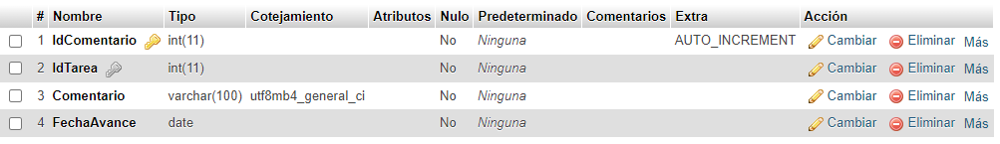 # Nombre Tipo Cotejamiento Atributos Nulo Predeterminado Comentarios Extra Acción
1 IdComentario int(11) No Ninguna AUTO_INCREMENT Cambiar Eliminar Más
2 IdTarea int(11) No Ninguna Cambiar Eliminar Más
3 Comentario varchar(100) utf8mb4_general_ci No Ninguna Cambiar Eliminar Más
4 FechaAvance date No Ninguna Cambiar Eliminar Más